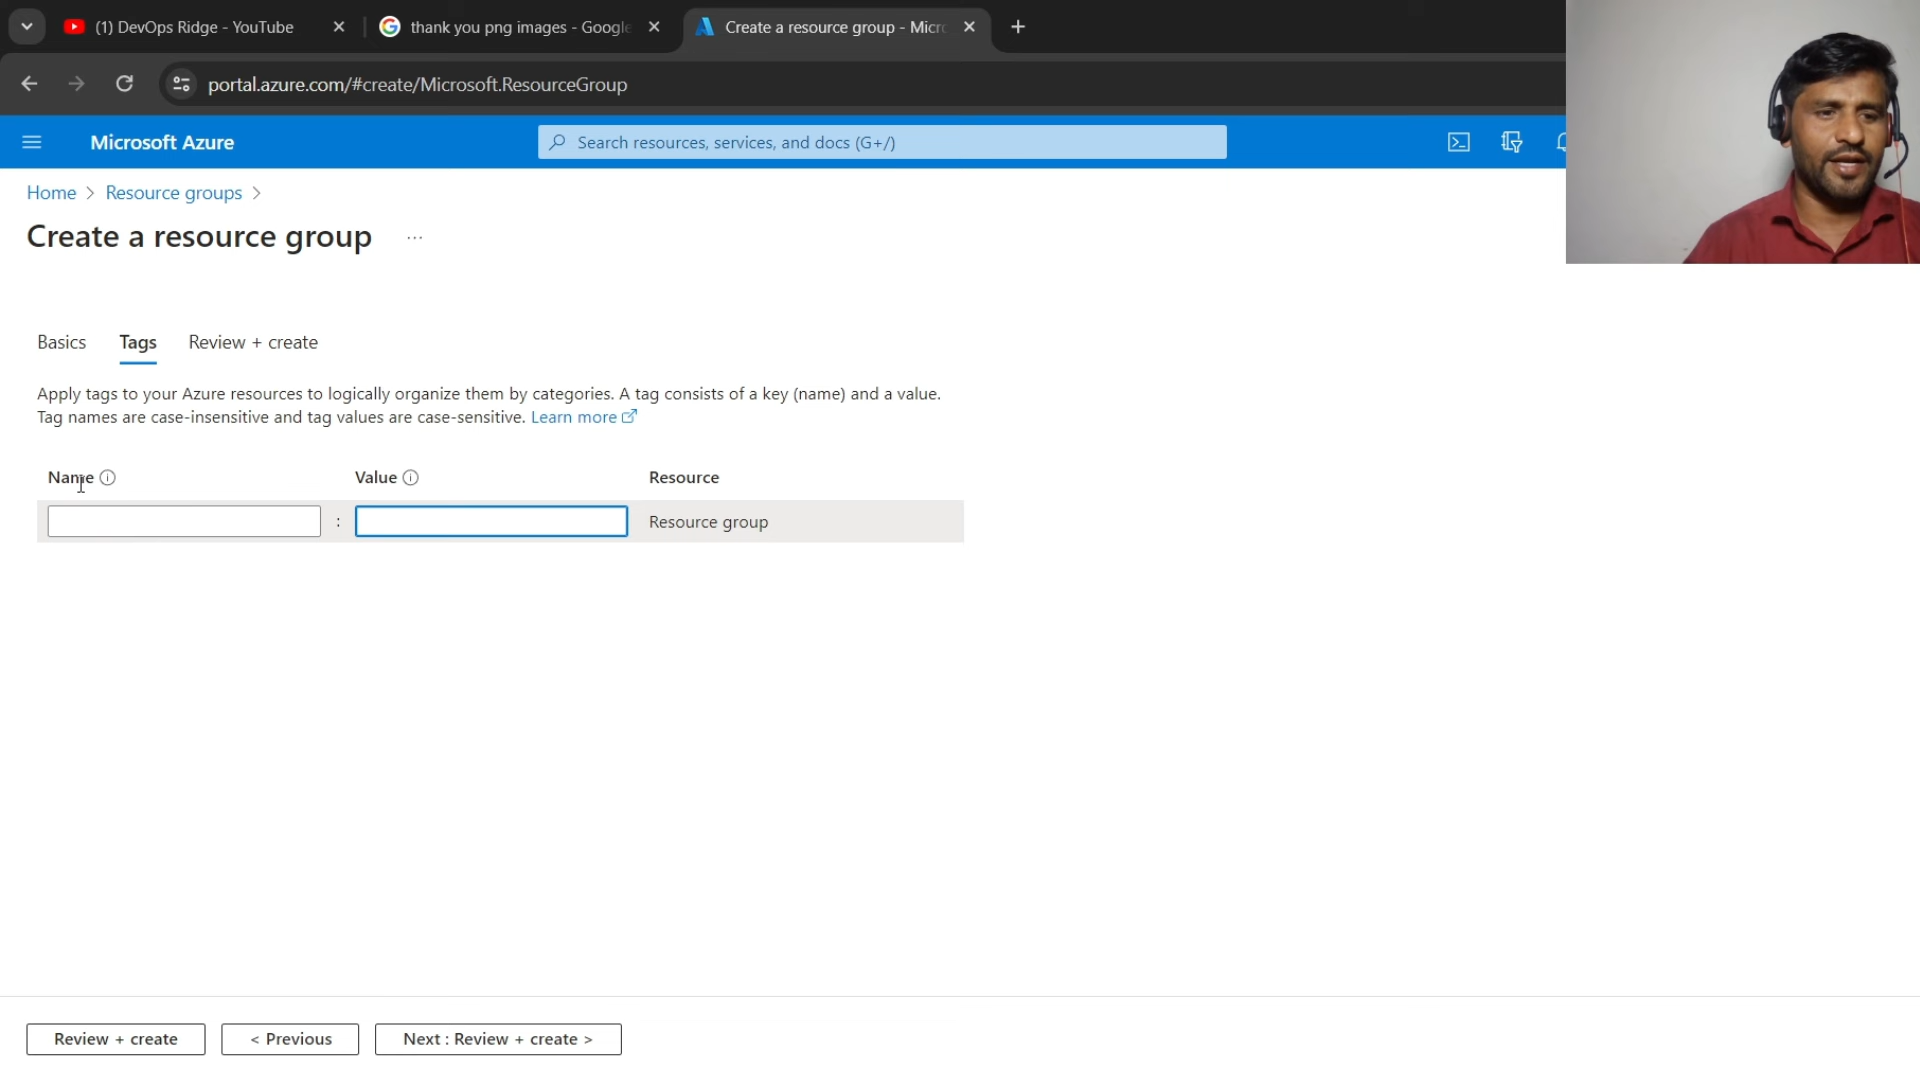 (1) DevOps Ridge - YouTube
thank you png images - Google
Create a resource group - Micro
portal.azure.com/#create/Microsoft.ResourceGroup
Microsoft Azure
Search resources, services, and docs (G+/)
Home > Resource groups >
Create a resource group ...
Basics Tags Review + create
Apply tags to your Azure resources to logically organize them by categories. A tag consists of a key (name) and a value.
Tag names are case-insensitive and tag values are case-sensitive. Learn more
Name Value Resource
: Resource group
Review + create < Previous Next : Review + create >